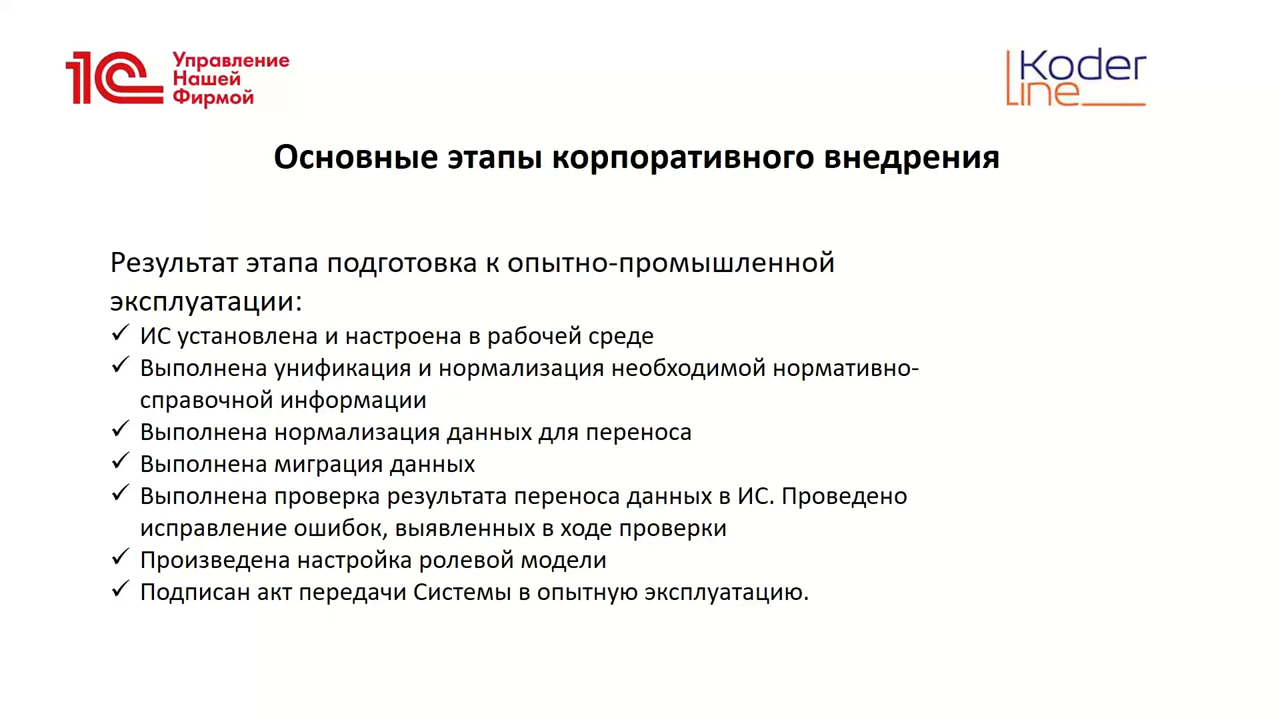 1С Управление
Нашей
Фирмой
Koder
Line
Основные этапы корпоративного внедрения
Результат этапа подготовка к опытно-промышленной
эксплуатации:
✓ ИС установлена и настроена в рабочей среде
✓ Выполнена унификация и нормализация необходимой нормативно-
справочной информации
✓ Выполнена нормализация данных для переноса
✓ Выполнена миграция данных
✓ Выполнена проверка результата переноса данных в ИС. Проведено
исправление ошибок, выявленных в ходе проверки
✓ Произведена настройка ролевой модели
✓ Подписан акт передачи Системы в опытную эксплуатацию.